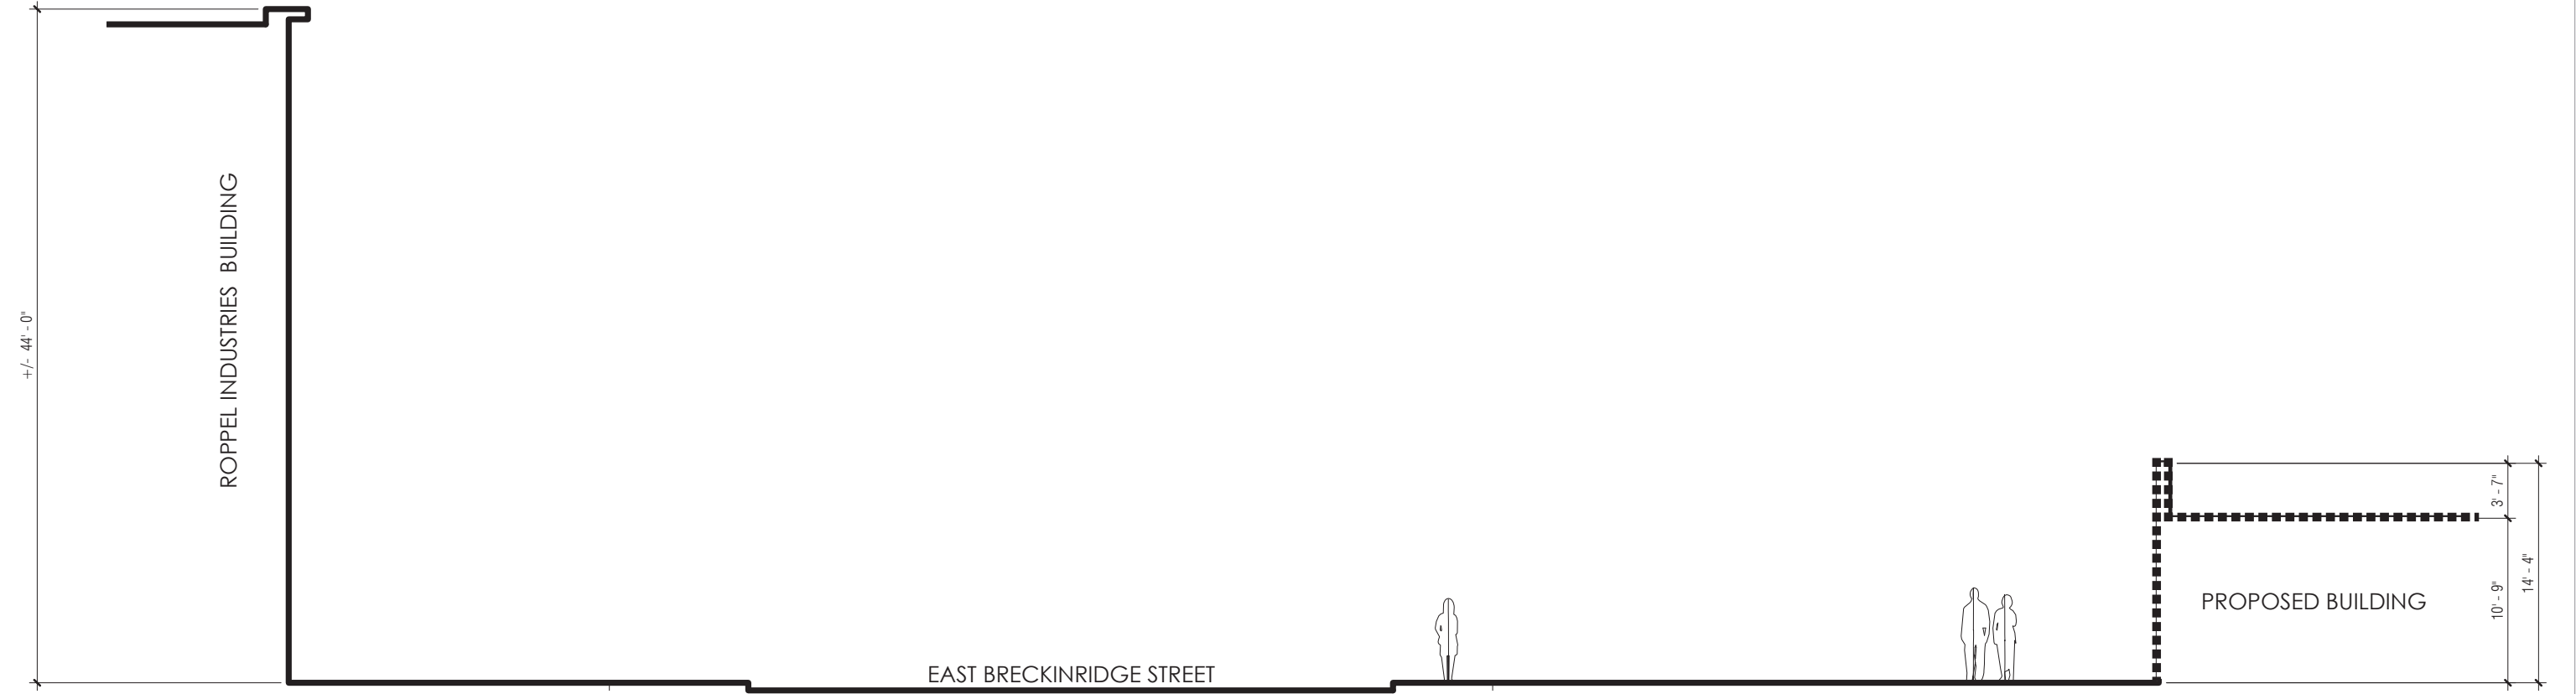 +/- 44' - 0"
ROPPEL INDUSTRIES BUILDING
EAST BRECKINRIDGE STREET
PROPOSED BUILDING
3' - 7"
10' - 9"
14' - 4"